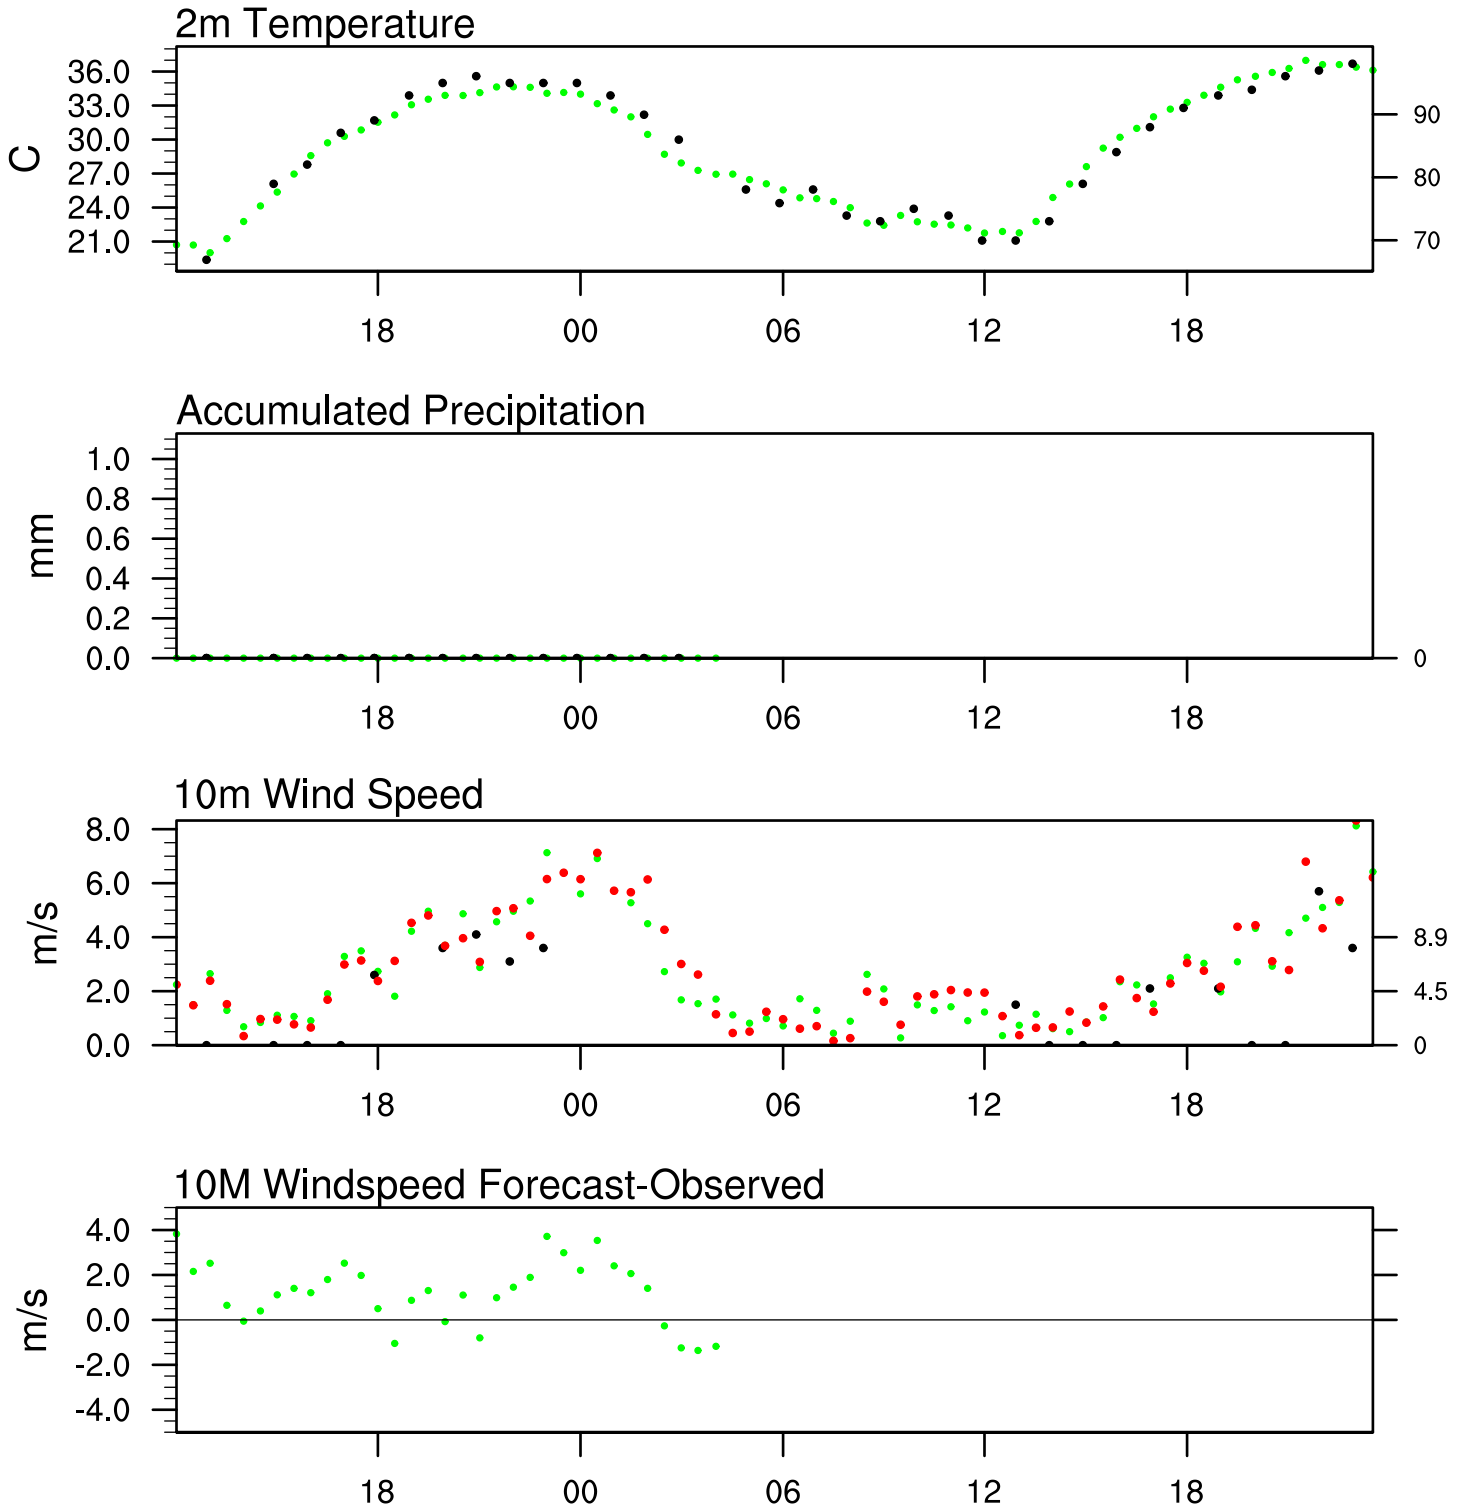 2m Temperature
36.0
33.0
30.0
27.0
24.0
21.0
C
90
80
70
18 00 06 12 18
Accumulated Precipitation
1.0
0.8
0.6
0.4
0.2
0.0
mm
0
18 00 06 12 18
10m Wind Speed
8.0
6.0
4.0
2.0
0.0
m/s
8.9
4.5
0
18 00 06 12 18
10M Windspeed Forecast-Observed
4.0
2.0
0.0
-2.0
-4.0
m/s
18 00 06 12 18